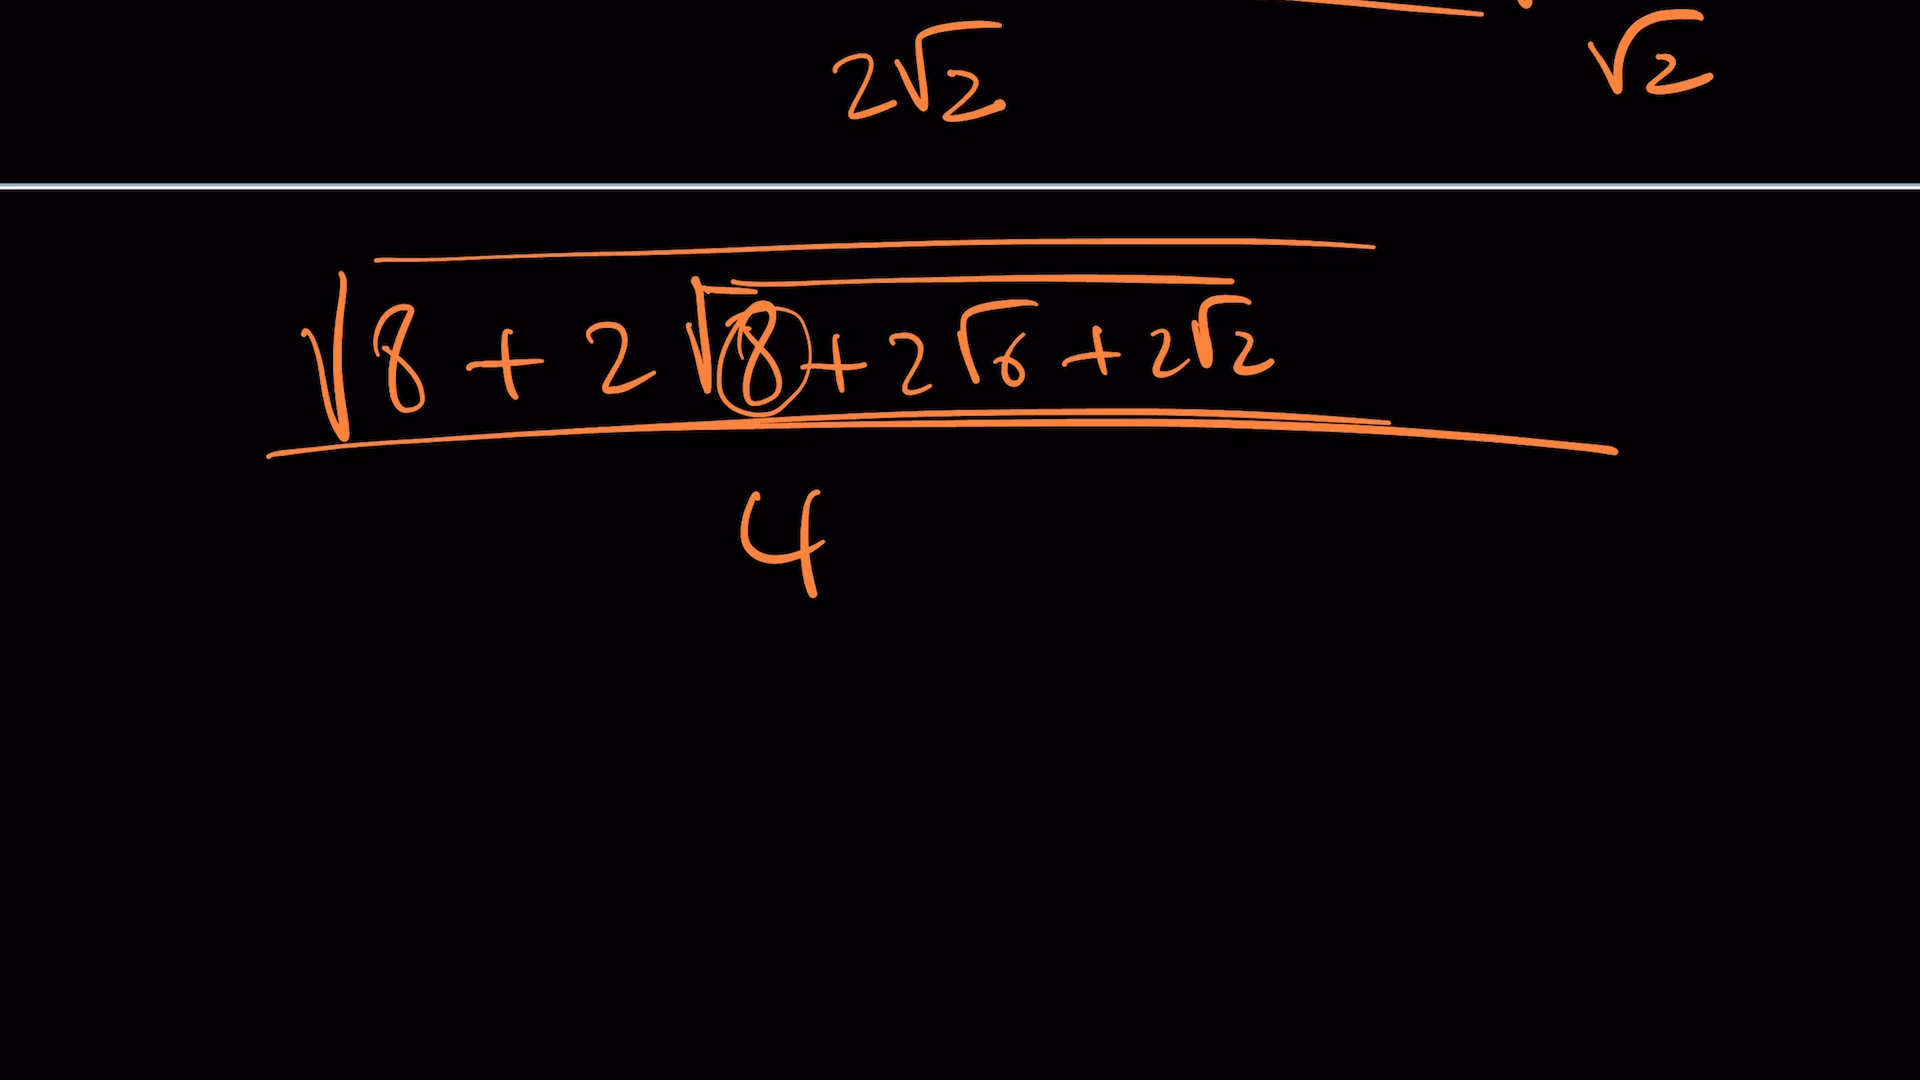 2√2 √2
√(8 + 2√(8 + 2√6 + 2√2))
4